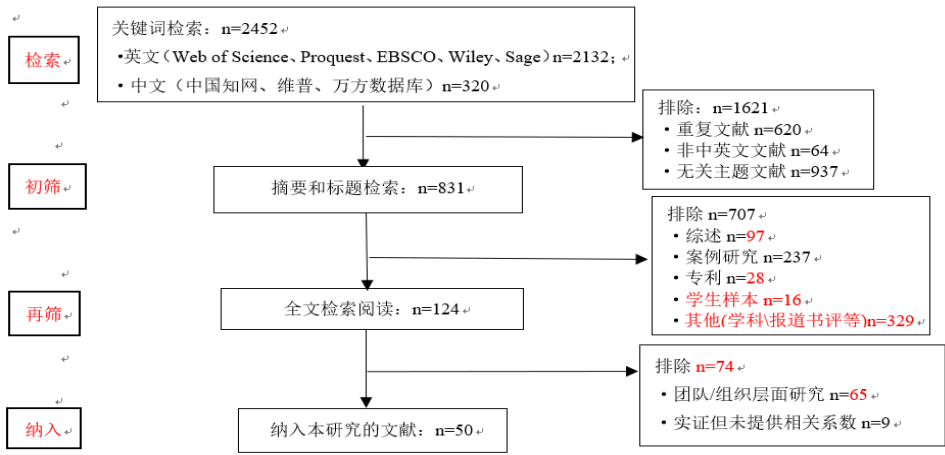 检索
关键词检索：n=2452
·英文（Web of Science、Proquest、EBSCO、Wiley、Sage）n=2132；
·中文（中国知网、维普、万方数据库）n=320
排除：n=1621
·重复文献 n=620
·非中英文文献 n=64
·无关主题文献 n=937
初筛
摘要和标题检索：n=831
排除 n=707
·综述 n=97
·案例研究 n=237
·专利 n=28
·学生样本 n=16
·其他(学科\报道书评等)n=329
再筛
全文检索阅读：n=124
排除 n=74
·团队/组织层面研究 n=65
·实证但未提供相关系数 n=9
纳入
纳入本研究的文献：n=50